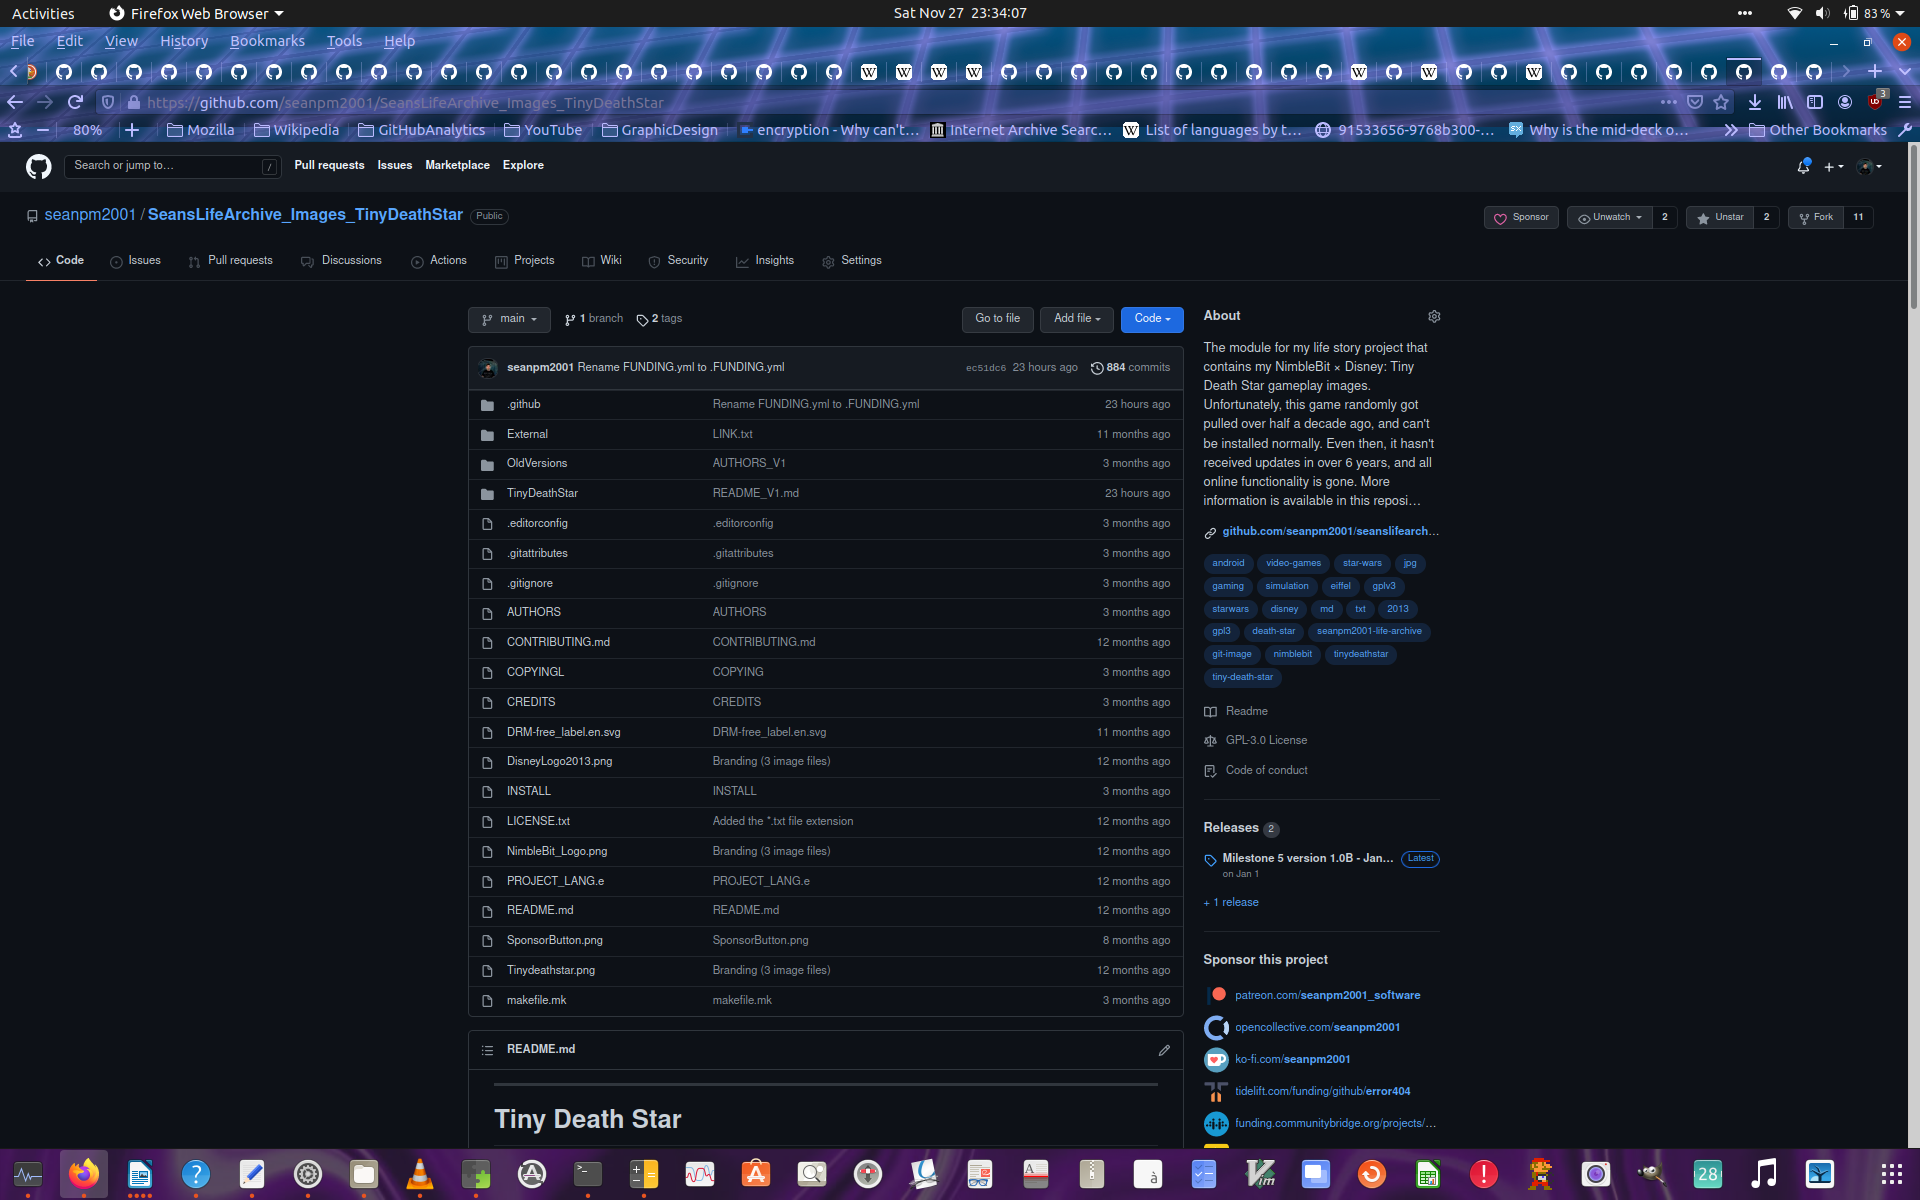 Activities Firefox Web Browser Sat Nov 27 23:34:07 83 %
File Edit View History Bookmarks Tools Help
https://github.com/seanpm2001/SeansLifeArchive_Images_TinyDeathStar 3
80% Mozilla Wikipedia GitHubAnalytics YouTube GraphicDesign encryption - Why can't… Internet Archive Searc… List of languages by t… 91533656-9768b300-… Why is the mid-deck o… Other Bookmarks
Search or jump to… / Pull requests Issues Marketplace Explore
seanpm2001 / SeansLifeArchive_Images_TinyDeathStar Public Sponsor Unwatch 2 Unstar 2 Fork 11
Code Issues Pull requests Discussions Actions Projects Wiki Security Insights Settings
main 1 branch 2 tags Go to file Add file Code
seanpm2001 Rename FUNDING.yml to .FUNDING.yml ec51dc6 23 hours ago 884 commits
.github Rename FUNDING.yml to .FUNDING.yml 23 hours ago
External LINK.txt 11 months ago
OldVersions AUTHORS_V1 3 months ago
TinyDeathStar README_V1.md 23 hours ago
.editorconfig .editorconfig 3 months ago
.gitattributes .gitattributes 3 months ago
.gitignore .gitignore 3 months ago
AUTHORS AUTHORS 3 months ago
CONTRIBUTING.md CONTRIBUTING.md 12 months ago
COPYINGL COPYING 3 months ago
CREDITS CREDITS 3 months ago
DRM-free_label.en.svg DRM-free_label.en.svg 11 months ago
DisneyLogo2013.png Branding (3 image files) 12 months ago
INSTALL INSTALL 3 months ago
LICENSE.txt Added the *.txt file extension 12 months ago
NimbleBit_Logo.png Branding (3 image files) 12 months ago
PROJECT_LANG.e PROJECT_LANG.e 12 months ago
README.md README.md 12 months ago
SponsorButton.png SponsorButton.png 8 months ago
Tinydeathstar.png Branding (3 image files) 12 months ago
makefile.mk makefile.mk 3 months ago
README.md
Tiny Death Star
About
The module for my life story project that
contains my NimbleBit × Disney: Tiny
Death Star gameplay images.
Unfortunately, this game randomly got
pulled over half a decade ago, and can't
be installed normally. Even then, it hasn't
received updates in over 6 years, and all
online functionality is gone. More
information is available in this reposi…
github.com/seanpm2001/seanslifearch…
android video-games star-wars jpg
gaming simulation eiffel gplv3
starwars disney md txt 2013
gpl3 death-star seanpm2001-life-archive
git-image nimblebit tinydeathstar
tiny-death-star
Readme
GPL-3.0 License
Code of conduct
Releases 2
Milestone 5 version 1.0B - Jan… Latest
on Jan 1
+ 1 release
Sponsor this project
patreon.com/seanpm2001_software
opencollective.com/seanpm2001
ko-fi.com/seanpm2001
tidelift.com/funding/github/error404
funding.communitybridge.org/projects/…
28